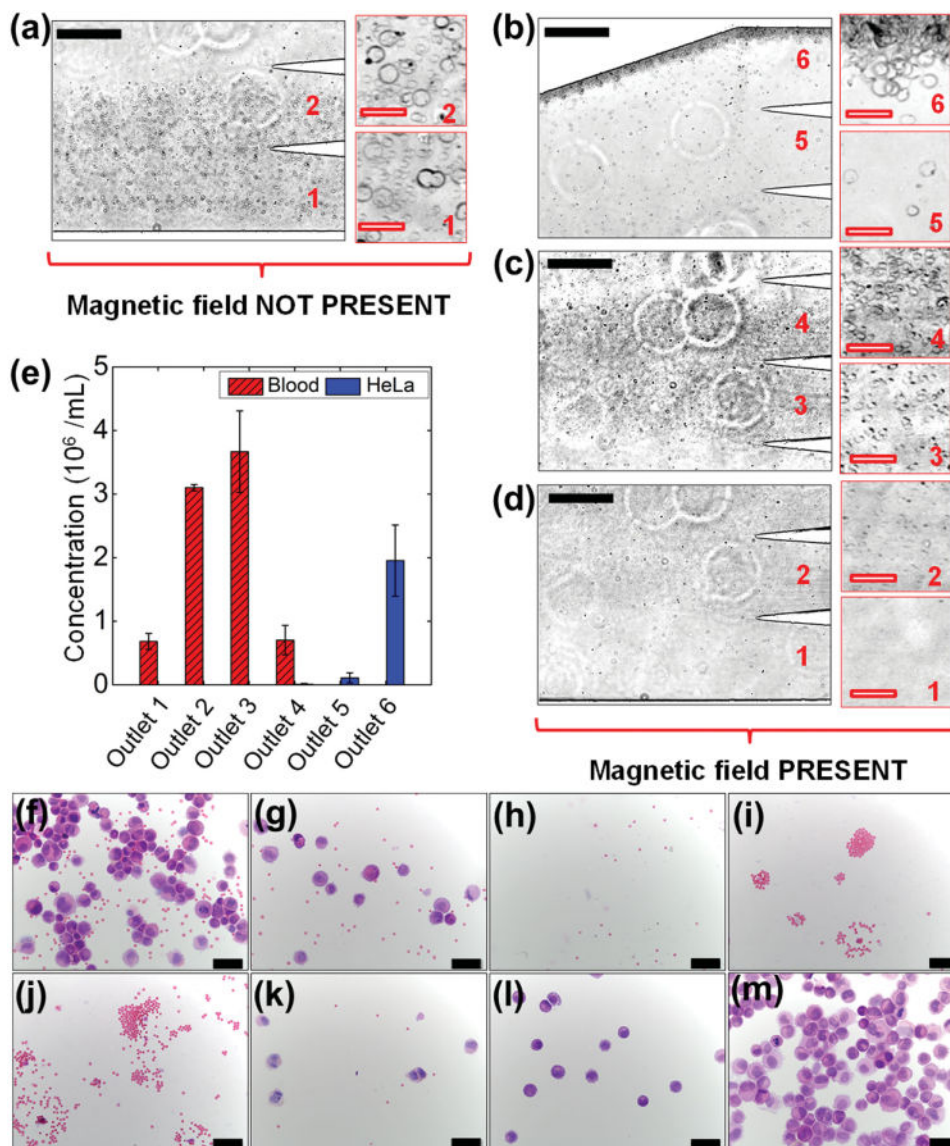 (a)
2
1
2
1
Magnetic field NOT PRESENT
(b)
6
5
6
5
(c)
4
3
4
3
(d)
2
1
2
1
Magnetic field PRESENT
(e)
Concentration (10⁶ /mL)
5
4
3
2
1
0
Blood
HeLa
Outlet 1
Outlet 2
Outlet 3
Outlet 4
Outlet 5
Outlet 6
(f)
(g)
(h)
(i)
(j)
(k)
(l)
(m)